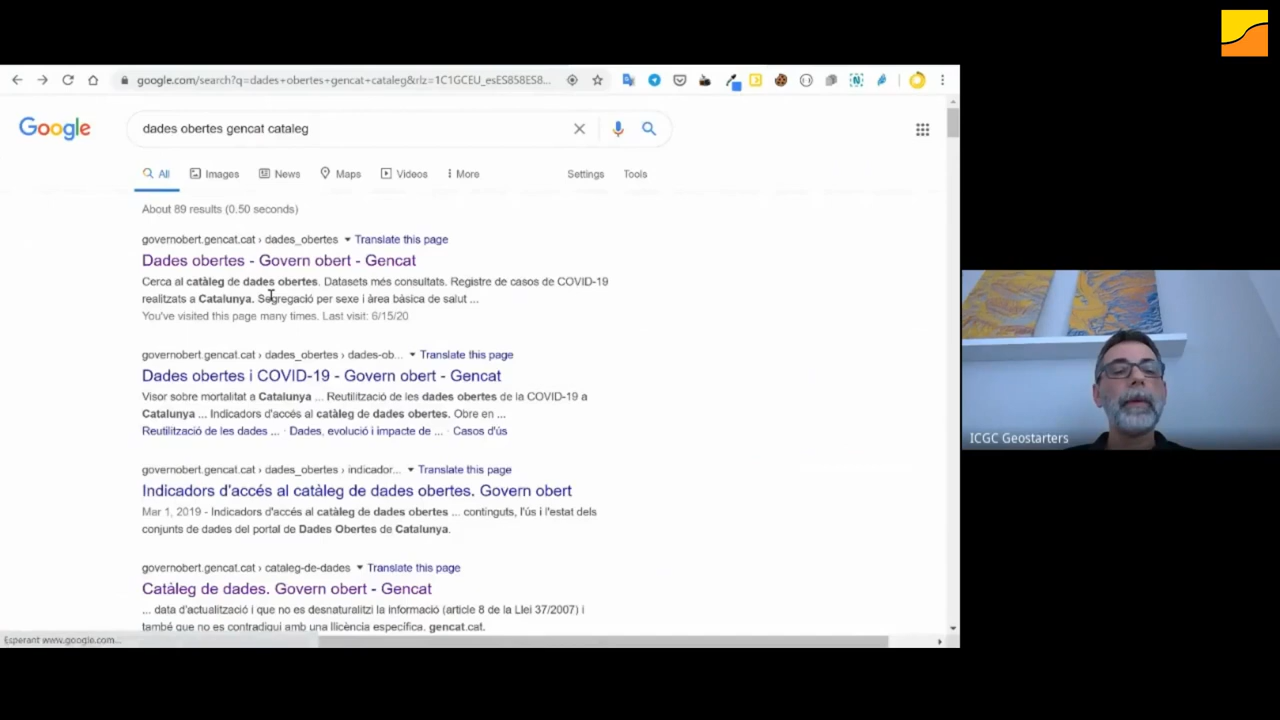 google.com/search?q=dades+obertes+gencat+cataleg&rlz=1C1GCEU_esES858ES8...
Google
dades obertes gencat cataleg
All Images News Maps Videos More Settings Tools
About 89 results (0.50 seconds)
governobert.gencat.cat › dades_obertes ▾ Translate this page
Dades obertes - Govern obert - Gencat
Cerca al catàleg de dades obertes. Datasets més consultats. Registre de casos de COVID-19
realitzats a Catalunya. Segregació per sexe i àrea bàsica de salut ...
You've visited this page many times. Last visit: 6/15/20
governobert.gencat.cat › dades_obertes › dades-ob... ▾ Translate this page
Dades obertes i COVID-19 - Govern obert - Gencat
Visor sobre mortalitat a Catalunya ... Reutilització de les dades obertes de la COVID-19 a
Catalunya ... Indicadors d'accés al catàleg de dades obertes. Obre en ...
Reutilització de les dades ... · Dades, evolució i impacte de ... · Casos d'ús
governobert.gencat.cat › dades_obertes › indicador... ▾ Translate this page
Indicadors d'accés al catàleg de dades obertes. Govern obert
Mar 1, 2019 - Indicadors d'accés al catàleg de dades obertes ... continguts, l'ús i l'estat dels
conjunts de dades del portal de Dades Obertes de Catalunya.
ICGC Geostarters
governobert.gencat.cat › cataleg-de-dades ▾ Translate this page
Catàleg de dades. Govern obert - Gencat
... data d'actualització i que no es desnaturalitzi la informació (article 8 de la Llei 37/2007) i
també que no es contradigui amb una llicència específica. gencat.cat.
Esperant www.google.com...